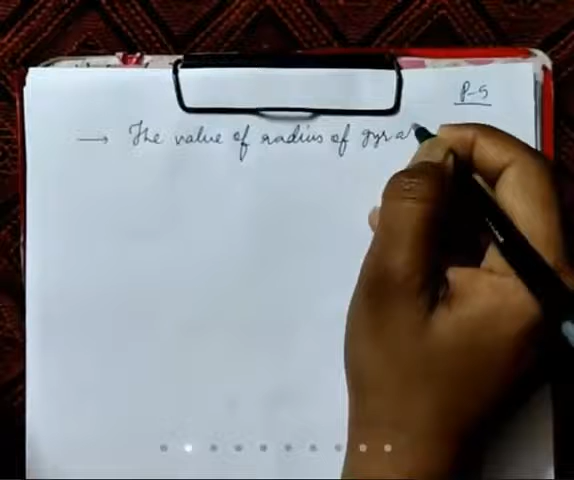 P-5
→ The value of radius of gyra